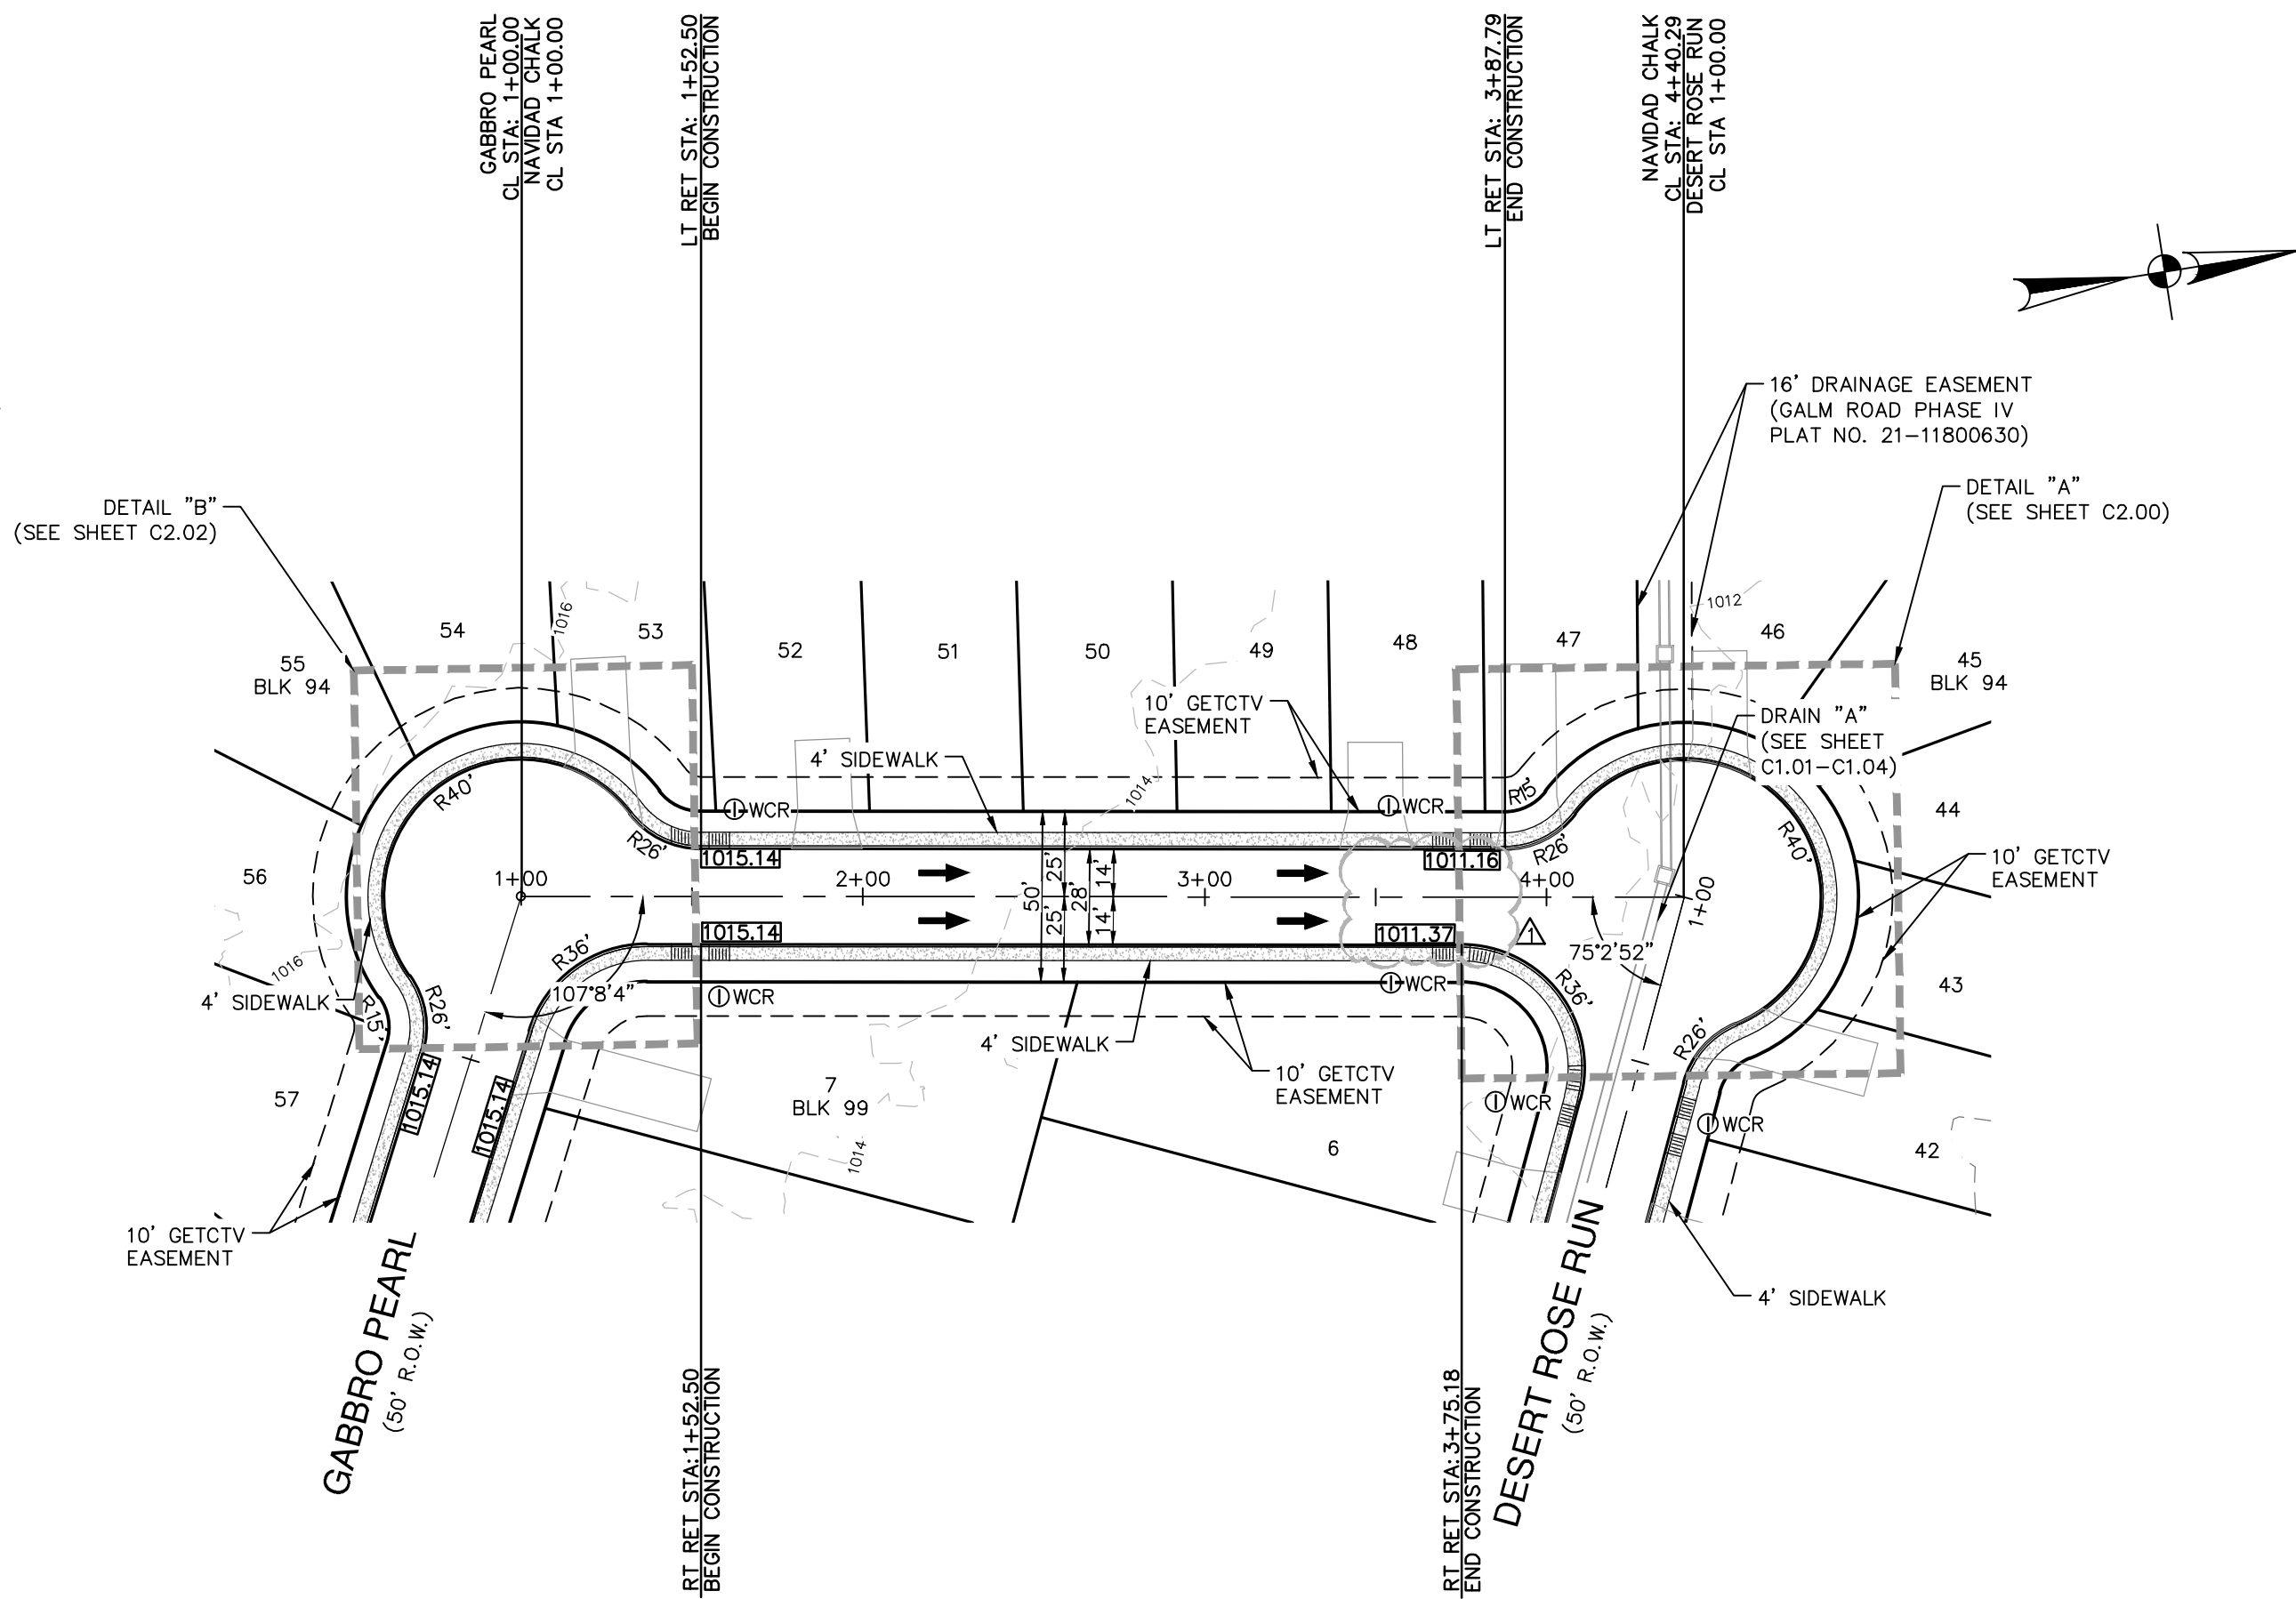 GABBRO PEARL
CL STA: 1+00.00
NAVIDAD CHALK
CL STA 1+00.00
LT RET STA: 1+52.50
BEGIN CONSTRUCTION
LT RET STA: 3+87.79
END CONSTRUCTION
NAVIDAD CHALK
CL STA: 4+40.29
DESERT ROSE RUN
CL STA 1+00.00
16' DRAINAGE EASEMENT
(GALM ROAD PHASE IV
PLAT NO. 21-11800630)
DETAIL "B"
(SEE SHEET C2.02)
DETAIL "A"
(SEE SHEET C2.00)
55
BLK 94
54
1016
53
52
51
50
49
48
47
1012
46
45
BLK 94
10' GETCTV
EASEMENT
DRAIN "A"
(SEE SHEET
C1.01-C1.04)
4' SIDEWALK
1014
R40'
R26'
WCR
WCR
R15'
R26'
R40'
44
10' GETCTV
EASEMENT
1015.14
1011.16
56
1+00
2+00
3+00
4+00
1+00
50'
25'
25'
28'
14'
14'
1015.14
1011.37
1
75°2'52"
R36'
107°8'4"
1016
4' SIDEWALK
R15'
R26'
WCR
WCR
R36'
43
4' SIDEWALK
R26'
57
1015.14
1015.14
7
BLK 99
1014
10' GETCTV
EASEMENT
6
WCR
WCR
42
10' GETCTV
EASEMENT
4' SIDEWALK
GABBRO PEARL
(50' R.O.W.)
DESERT ROSE RUN
(50' R.O.W.)
RT RET STA:1+52.50
BEGIN CONSTRUCTION
RT RET STA:3+75.18
END CONSTRUCTION